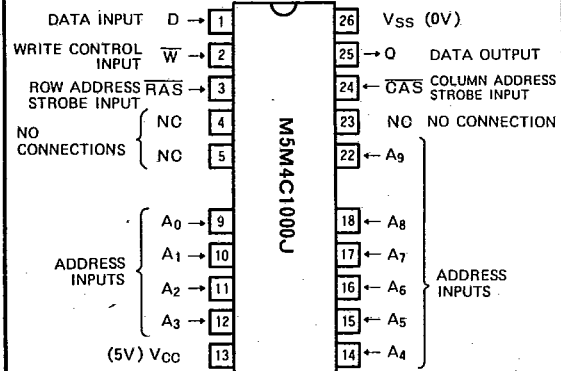 DATA INPUT D → 1
WRITE CONTROL
INPUT
W̅ → 2
ROW ADDRESS
STROBE INPUT
R̅A̅S̅ → 3
NO
CONNECTIONS
NC 4
NC 5
ADDRESS
INPUTS
A0 → 9
A1 → 10
A2 → 11
A3 → 12
(5V) VCC 13
M5M4C1000J
26 VSS (0V)
25 → Q DATA OUTPUT
24 ← C̅A̅S̅
COLUMN ADDRESS
STROBE INPUT
23 NC NO CONNECTION
22 ← A9
18 ← A8
17 ← A7
16 ← A6
15 ← A5
14 ← A4
ADDRESS
INPUTS